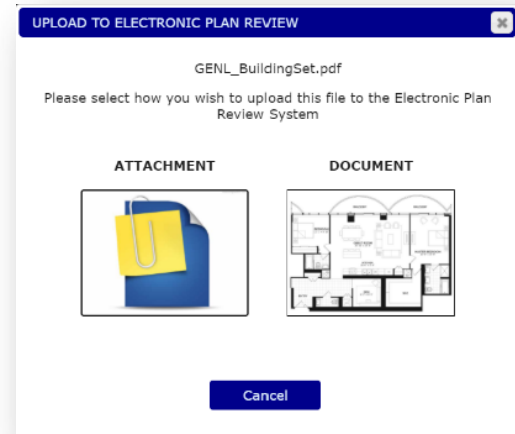 UPLOAD TO ELECTRONIC PLAN REVIEW
GENL_BuildingSet.pdf
Please select how you wish to upload this file to the Electronic Plan
Review System
ATTACHMENT
DOCUMENT
Cancel